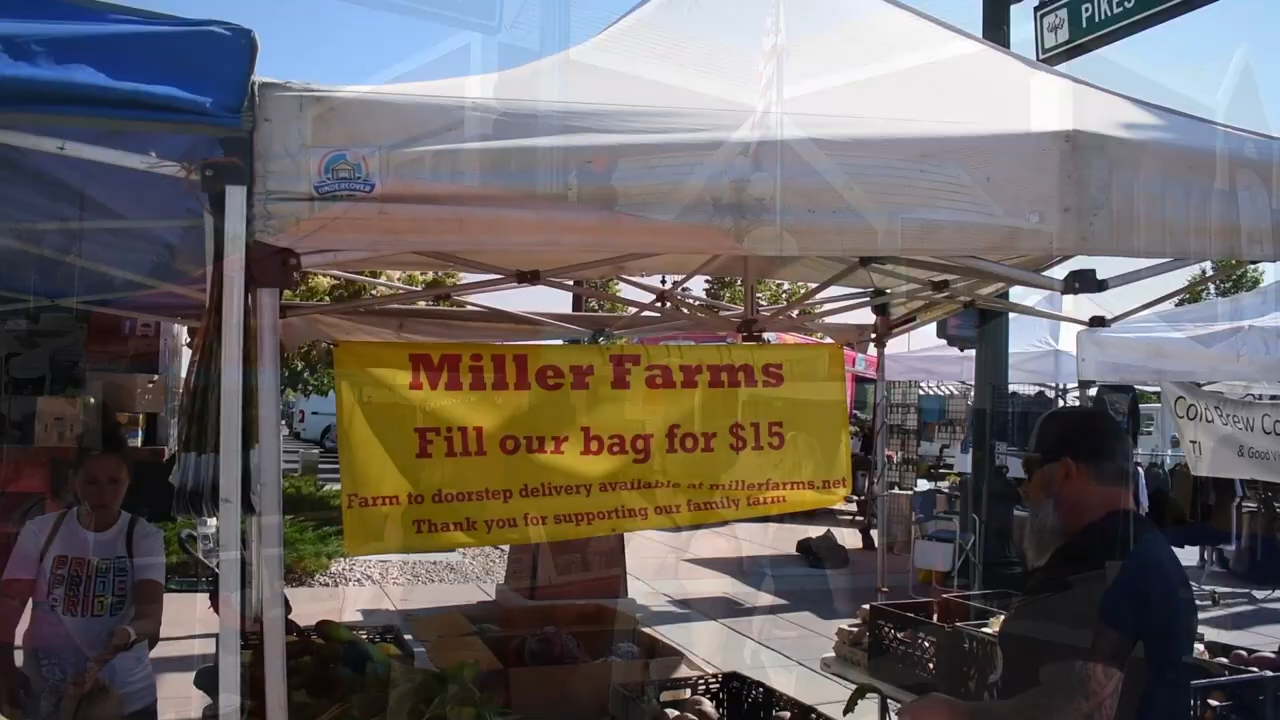 PIKES
UNDERCOVER
Miller Farms
Fill our bag for $15
Farm to doorstep delivery available at millerfarms.net
Thank you for supporting our family farm
Cold Brew Co
& Good
PRIDE